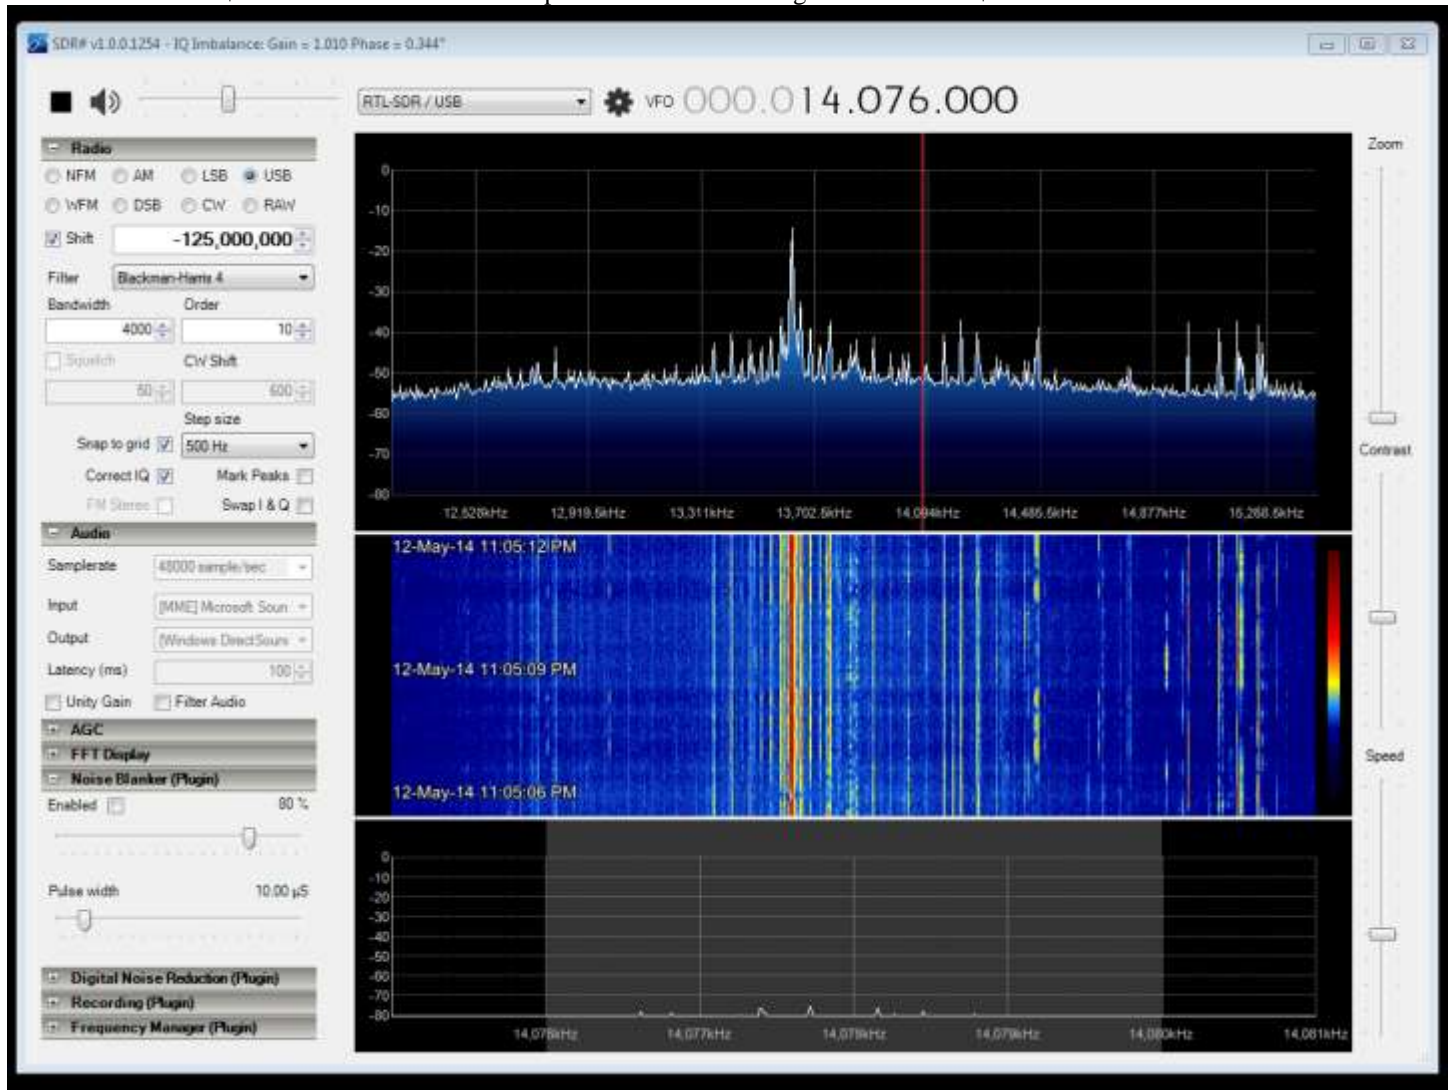 SDR# v1.0.0.1254 - IQ Imbalance: Gain = 1.010 Phase = 0.344°
RTL-SDR / USB
VFO 000.014.076.000
Radio
NFM AM LSB USB
WFM DSB CW RAW
Shift -125,000,000
Filter Blackman-Harris 4
Bandwidth Order
4000 10
Squelch CW Shift
50 600
Step size
Snap to grid 500 Hz
Correct IQ Mark Peaks
FM Stereo Swap I & Q
Audio
Samplerate 48000 sample/sec
Input [MME] Microsoft Soun
Output [Windows DirectSoun
Latency (ms) 100
Unity Gain Filter Audio
AGC
FFT Display
Noise Blanker (Plugin)
Enabled 80 %
Pulse width 10.00 µS
Digital Noise Reduction (Plugin)
Recording (Plugin)
Frequency Manager (Plugin)
0
-10
-20
-30
-40
-50
-60
-70
-80
12,528kHz 12,919.5kHz 13,311kHz 13,702.5kHz 14,094kHz 14,485.5kHz 14,877kHz 15,268.5kHz
12-May-14 11:05:12 PM
12-May-14 11:05:09 PM
12-May-14 11:05:06 PM
0
-10
-20
-30
-40
-50
-60
-70
-80
14,076kHz 14,077kHz 14,078kHz 14,079kHz 14,080kHz 14,081kHz
Zoom
Contrast
Speed